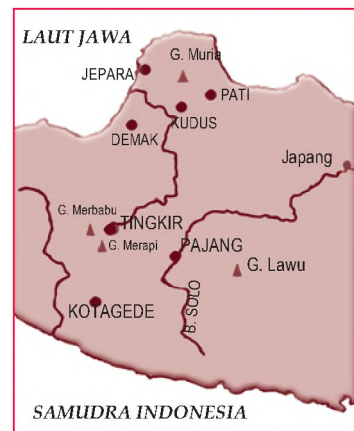 LAUT JAWA
G. Muria
JEPARA
PATI
KUDUS
DEMAK
Japang
G. Merbabu
TINGKIR
G. Merapi
PAJANG
G. Lawu
KOTAGEDE
B. SOLO
SAMUDRA INDONESIA